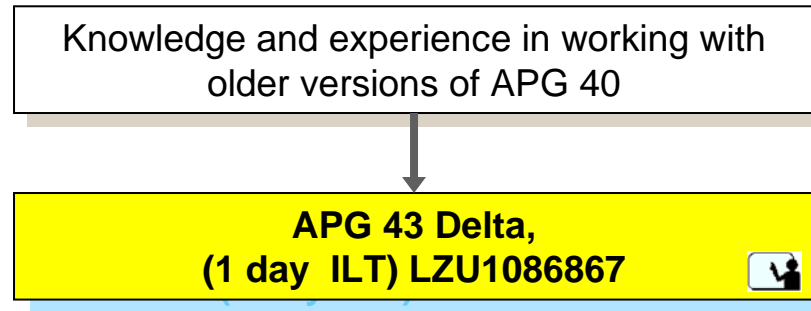 Knowledge and experience in working with
older versions of APG 40
APG 43 Delta,
(1 day  ILT) LZU1086867